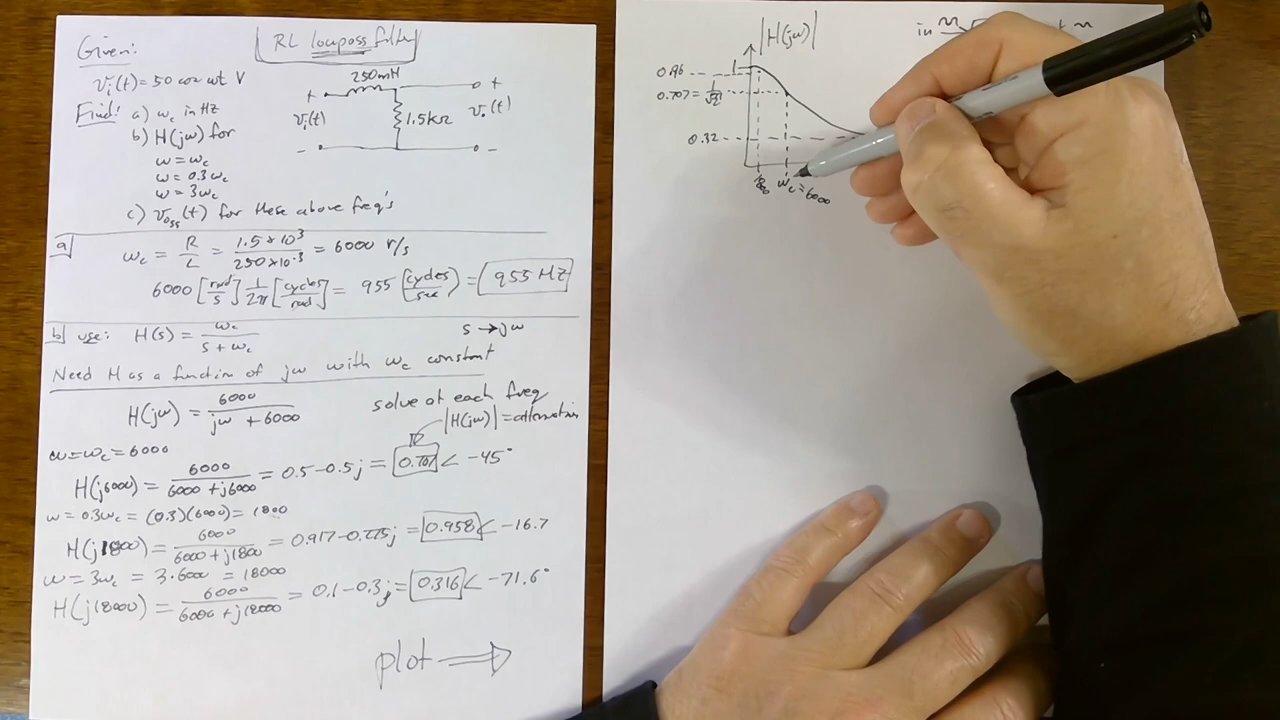 Given:
RL lowpass filter
vi(t) = 50 cos ωt V
Find: a) ωc in Hz
b) H(jω) for
ω = ωc
ω = 0.3ωc
ω = 3ωc
c) voss(t) for these above freq's
250mH
+ +
vi(t) 1.5kΩ vo(t)
- -
a) ωc = R/L = 1.5*10^3 / 250*10^-3 = 6000 r/s
6000 [rad/s] 1/2π [cycles/rad] = 955 (cycles/sec) = 955 Hz
b) use: H(s) = ωc / s + ωc s → jω
Need H as a function of jω with ωc constant
H(jω) = 6000 / jω + 6000
solve at each freq
|H(jω)| = attenuation
ω = ωc = 6000
H(j6000) = 6000 / 6000 + j6000 = 0.5 - 0.5j = 0.707 ∠ -45°
ω = 0.3ωc = (0.3)(6000) = 1800
H(j1800) = 6000 / 6000 + j1800 = 0.917 - 0.275j = 0.958 ∠ -16.7
ω = 3ωc = 3·6000 = 18000
H(j18000) = 6000 / 6000 + j18000 = 0.1 - 0.3j = 0.316 ∠ -71.6°
plot
|H(jω)|
in
1
0.96
0.707 = 1/√2
0.32
1800 ωc = 6000